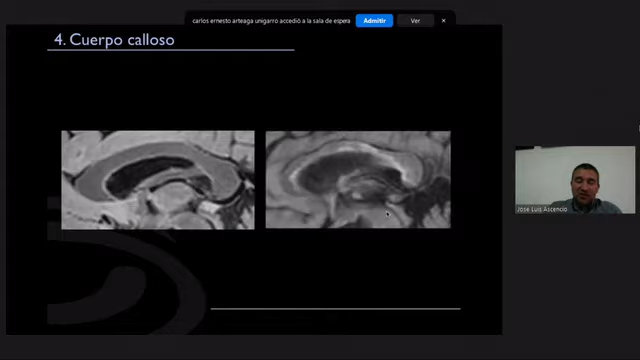 carlos ernesto arteaga unigarro accedió a la sala de espera
Admitir
Ver
4. Cuerpo calloso
Jose Luis Ascencio